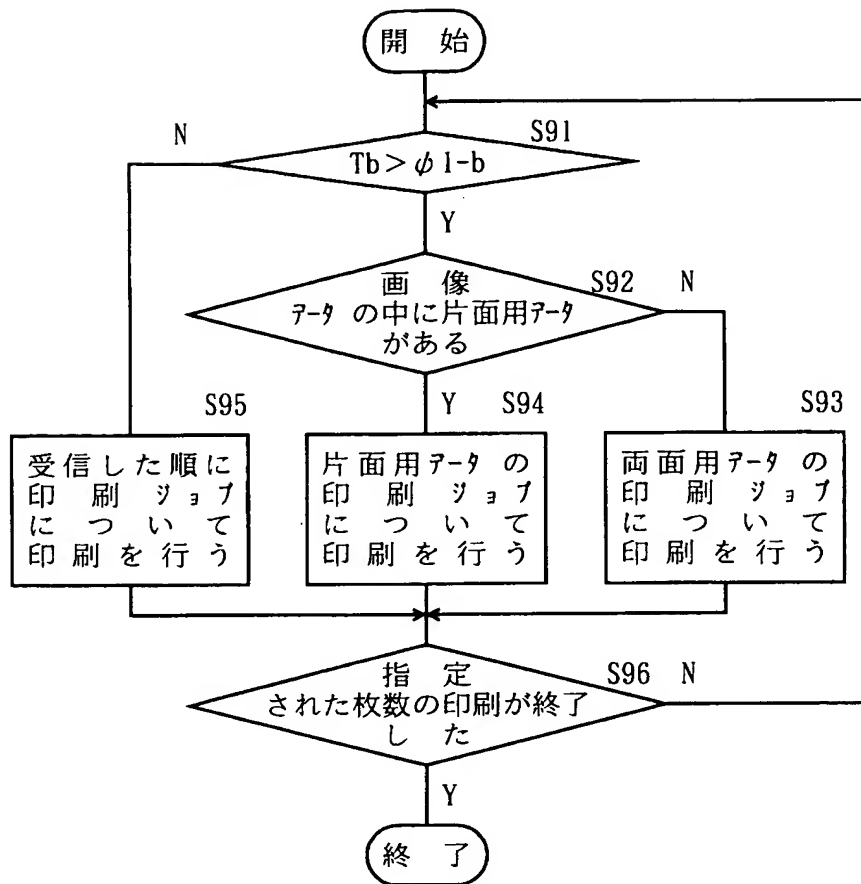 開 始
N
S91
Tb>φ1-b
Y
画 像
S92
N
データ の中に片面用データ
がある
S95
Y
S94
S93
受信した順に
印 刷 ジョブ
について
印刷を行う
片面用データの
印 刷 ジョブ
について
印刷を行う
両面用データの
印 刷 ジョブ
について
印刷を行う
指定
S96
N
された枚数の印刷が終了
した
Y
終 了